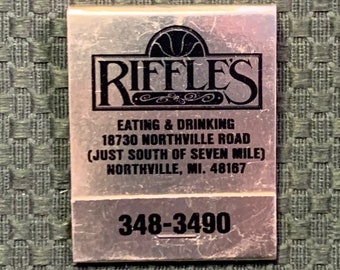 RIFFLE'S
EATING & DRINKING
18730 NORTHVILLE ROAD
(JUST SOUTH OF SEVEN MILE)
NORTHVILLE, MI. 48167
348-3490